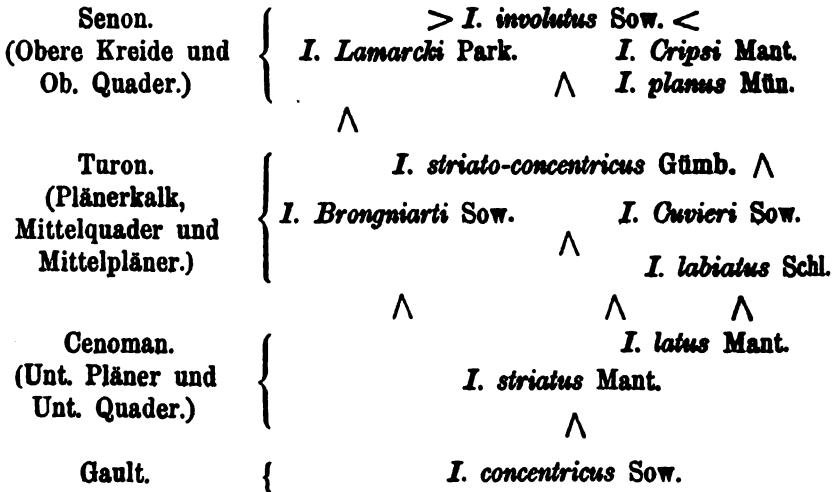 Senon. > I. involutus Sow. <
(Obere Kreide und { I. Lamarcki Park. I. Cripsi Mant.
Ob. Quader.) Λ I. planus Mün.
Λ
Turon. I. striato-concentricus Gümb. Λ
(Plänerkalk, { I. Brongniarti Sow. I. Cuvieri Sow.
Mittelquader und Λ
Mittelpläner.) I. labiatus Schl.
Λ Λ Λ
Cenoman. I. latus Mant.
(Unt. Pläner und { I. striatus Mant.
Unt. Quader.) Λ
Gault. { I. concentricus Sow.